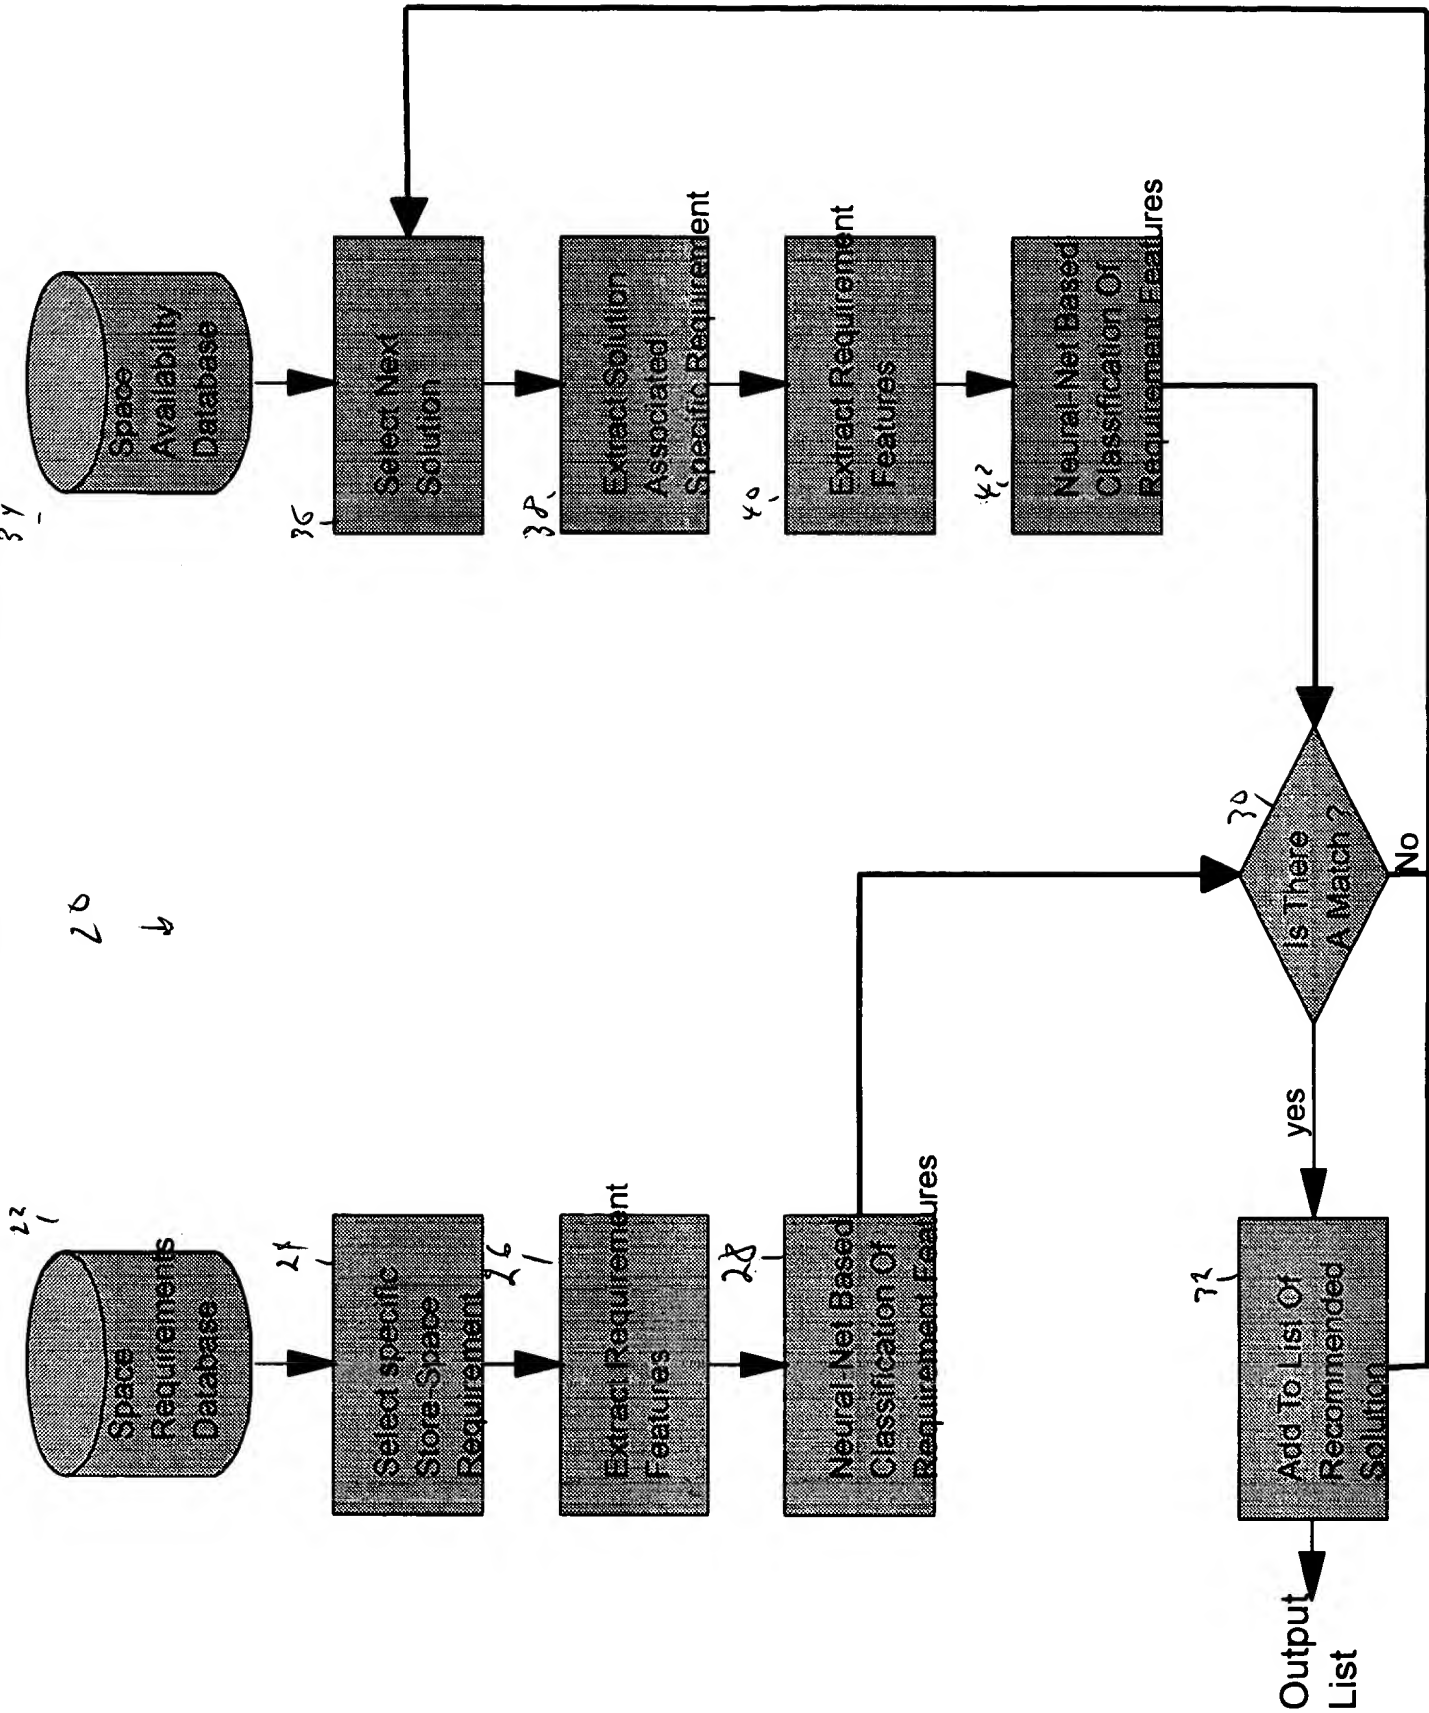 20
22
Space
Requirements
Database
24
Select specific
Store-Space
Requirement
26
Extract Requirement
Features
28
Neural-Net Based
Classification Of
Requirement Features
34
Space
Availability
Database
36
Select Next
Solution
38
Extract Solution
Associated
Specific Requirement
40
Extract Requirement
Features
42
Neural-Net Based
Classification Of
Requirement Features
30
Is There
A Match ?
No
yes
32
Add To List Of
Recommended
Solution
Output
List